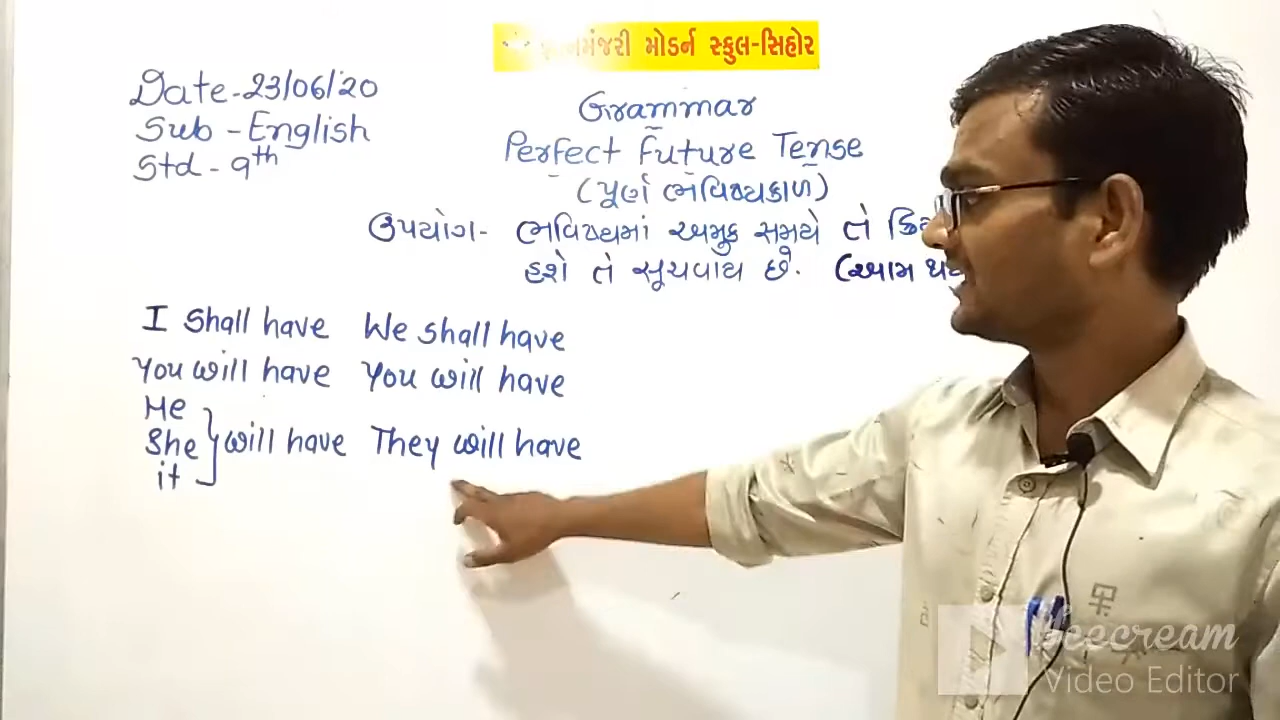 મંજરી મોડર્ન સ્કુલ-સિહોર
Date-23/06/20
Sub-English
Std-9th
Grammar
Perfect Future Tense
(પૂર્ણ ભવિષ્યકાળ)
ઉપયોગ- ભવિષ્યમાં અમુક સમયે તે
હશે તે સૂચવાય છે. (આમ
I Shall have We shall have
You will have You will have
He
She will have They will have
it
Video Editor